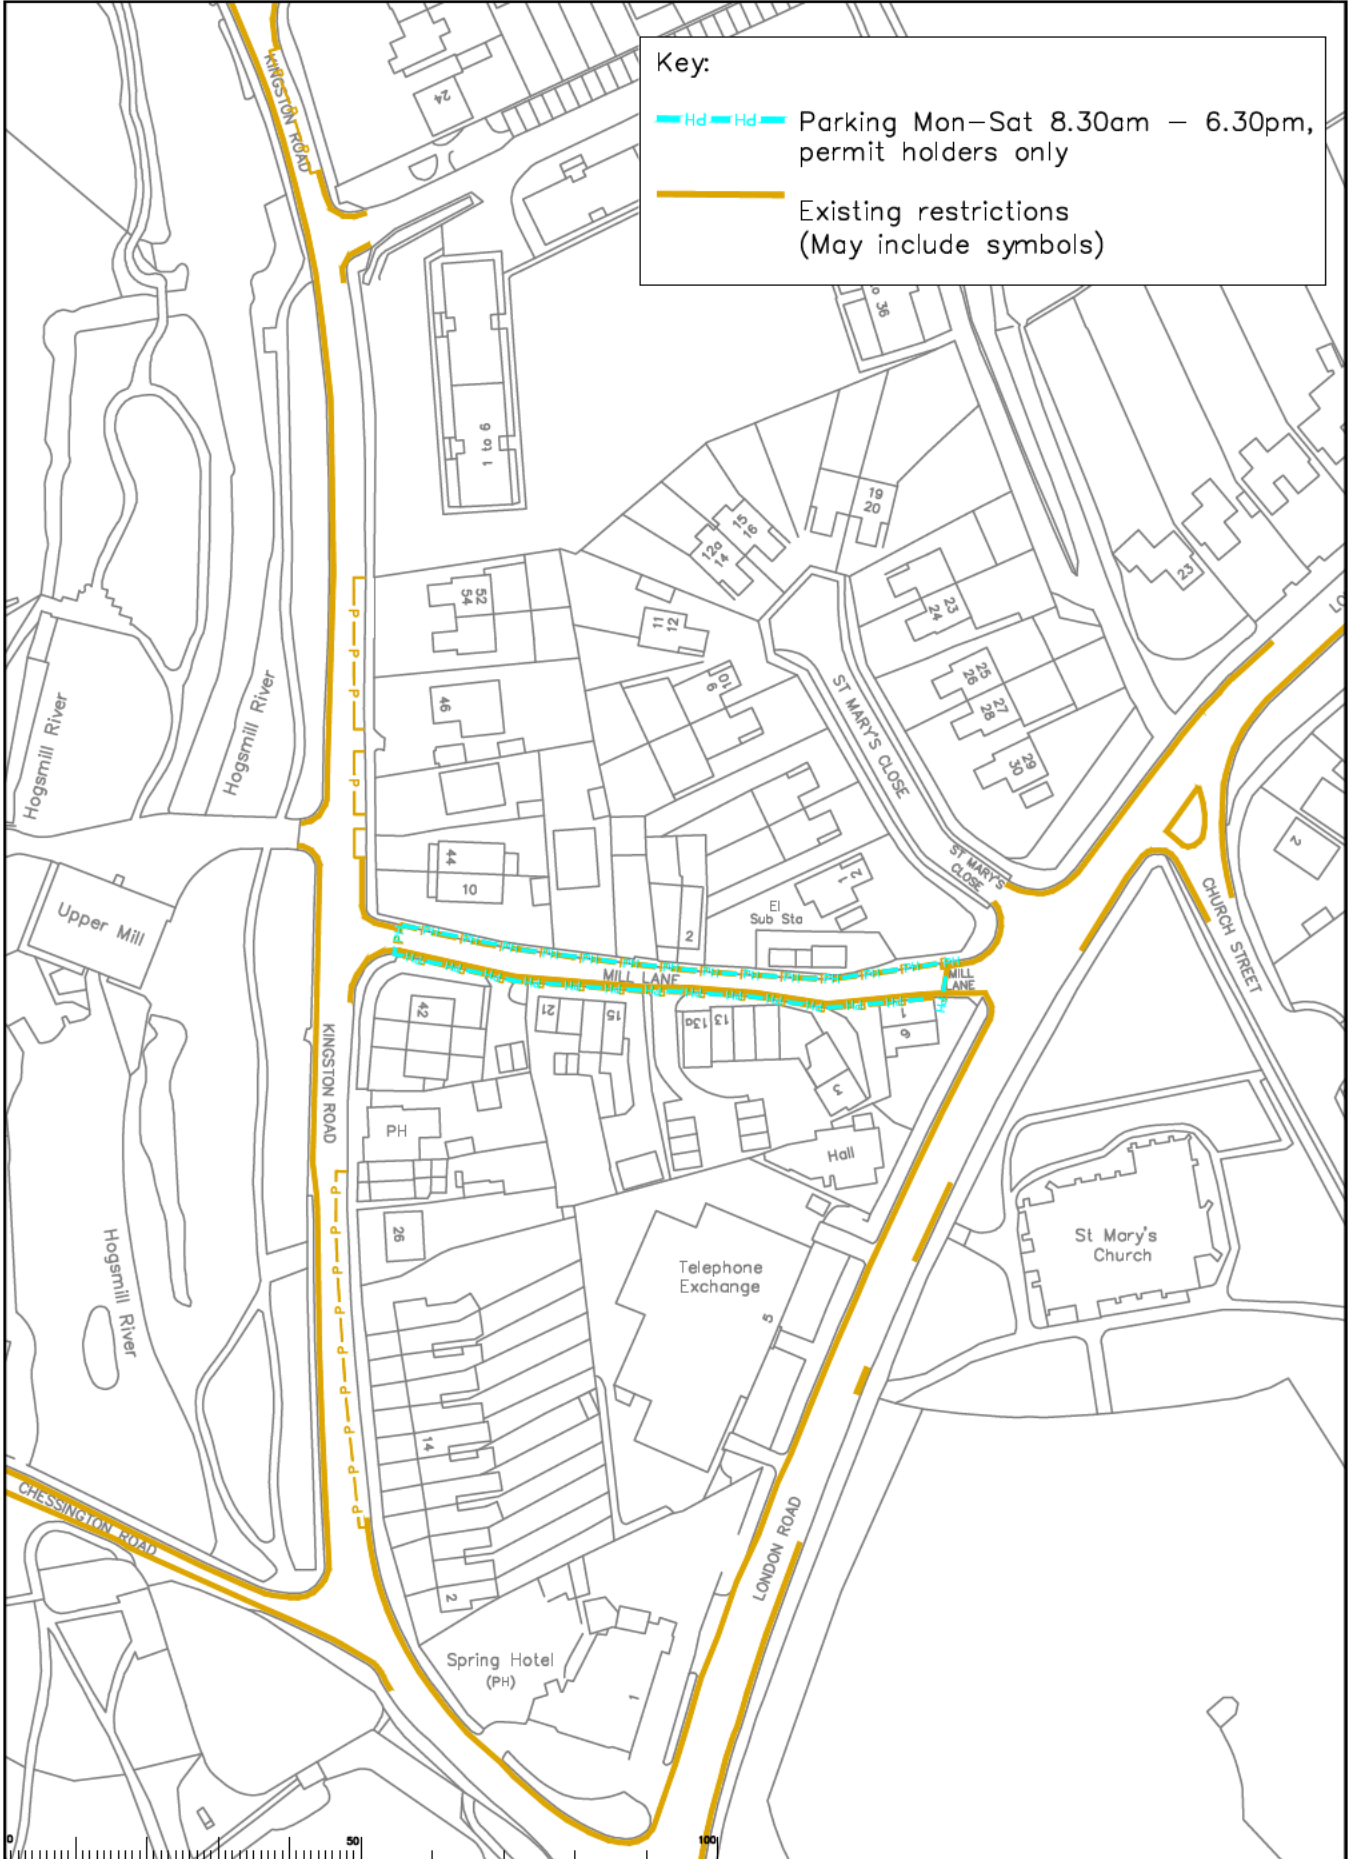 Key:
Hd Hd
Parking Mon-Sat 8.30am - 6.30pm,
permit holders only
Existing restrictions
(May include symbols)
KINGSTON ROAD
24
36
1 to 6
19
20
15
16
12a
14
23
23
24
52
54
11
12
25
26
27
28
29
30
10
46
ST MARY'S CLOSE
Hogsmill River
Hogsmill River
44
10
ST MARY'S
CLOSE
2
1
2
El
Sub Sta
2
Upper Mill
CHURCH STREET
MILL LANE
MILL
LANE
42
21
15
13a
13
1
3
KINGSTON ROAD
PH
Hall
26
St Mary's
Church
Telephone
Exchange
5
Hogsmill River
14
CHESSINGTON ROAD
LONDON ROAD
2
Spring Hotel
(PH)
1
0
50
100